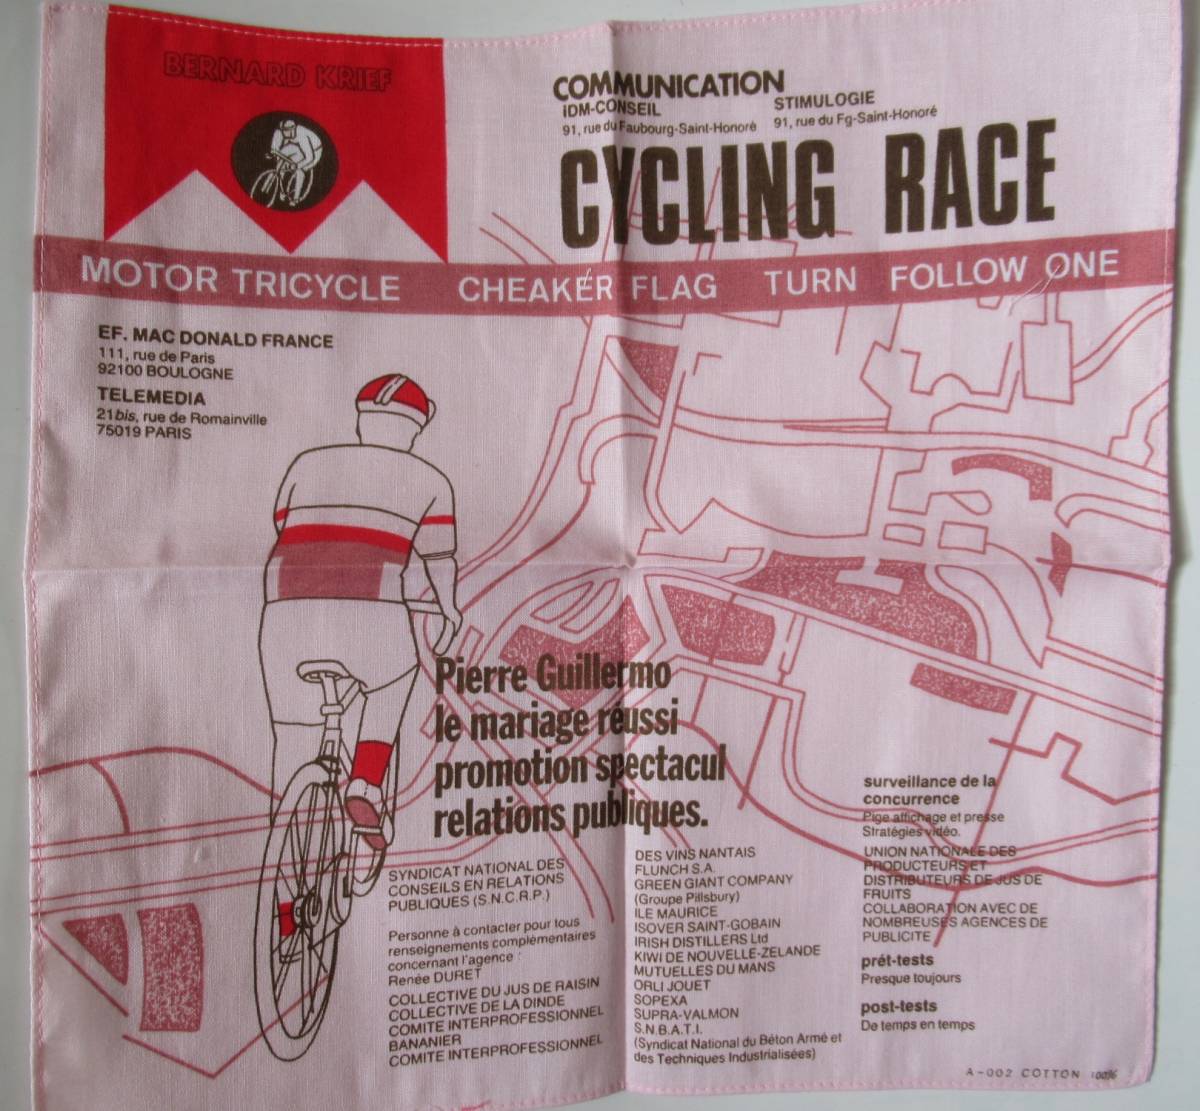 BERNARD KRIEF
COMMUNICATION
IDM-CONSEIL
91, rue du Faubourg-Saint-Honoré
STIMULOGIE
91, rue du Fg-Saint-Honoré
CYCLING RACE
MOTOR TRICYCLE CHEAKER FLAG TURN FOLLOW ONE
EF. MAC DONALD FRANCE
111, rue de Paris
92100 BOULOGNE
TELEMEDIA
21bis, rue de Romainville
75019 PARIS
Pierre Guillermo
le mariage réussi
promotion spectacul
relations publiques.
SYNDICAT NATIONAL DES
CONSEILS EN RELATIONS
PUBLIQUES (S.N.C.R.P.)
Personne à contacter pour tous
renseignements complémentaires
concernant l'agence :
Renée DURET
COLLECTIVE DU JUS DE RAISIN
COLLECTIVE DE LA DINDE
COMITE INTERPROFESSIONNEL
BANANIER
COMITE INTERPROFESSIONNEL
DES VINS NANTAIS
FLUNCH S.A.
GREEN GIANT COMPANY
(Groupe Pillsbury)
ILE MAURICE
ISOVER SAINT-GOBAIN
IRISH DISTILLERS Ltd
KIWI DE NOUVELLE-ZELANDE
MUTUELLES DU MANS
ORLI JOUET
SOPEXA
SUPRA-VALMON
S.N.B.A.T.I.
(Syndicat National du Béton Armé et
des Techniques Industrialisées)
surveillance de la
concurrence
Pige affichage et presse
Stratégies vidéo.
UNION NATIONALE DES
PRODUCTEURS ET
DISTRIBUTEURS DE JUS DE
FRUITS
COLLABORATION AVEC DE
NOMBREUSES AGENCES DE
PUBLICITE
prét-tests
Presque toujours
post-tests
De temps en temps
A-002 COTTON 100%